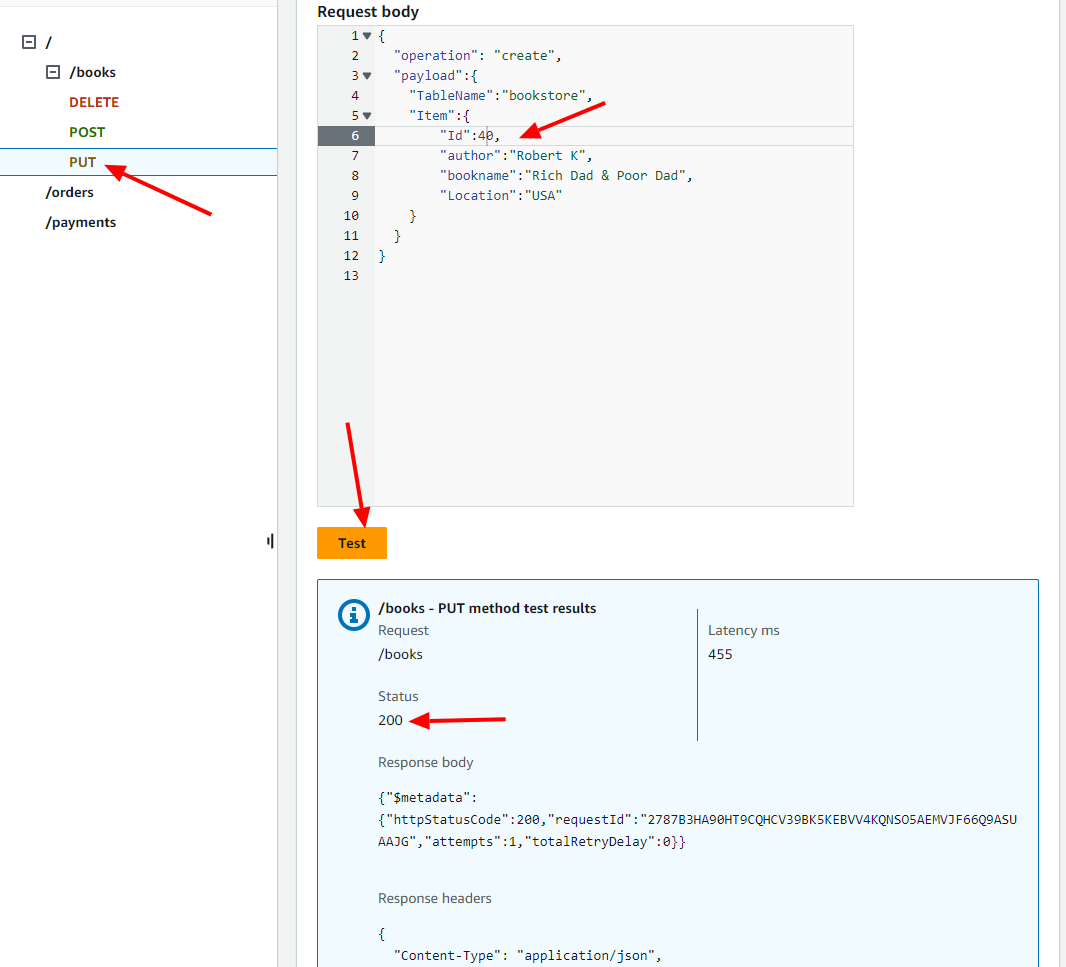 /
/books
DELETE
POST
PUT
/orders
/payments
Request body
1 {
2 "operation": "create",
3 "payload":{
4 "TableName":"bookstore",
5 "Item":{
6 "Id":40,
7 "author":"Robert K",
8 "bookname":"Rich Dad & Poor Dad",
9 "Location":"USA"
10 }
11 }
12 }
13
Test
/books - PUT method test results
Request
/books
Latency ms
455
Status
200
Response body
{"$metadata":
{"httpStatusCode":200,"requestId":"2787B3HA90HT9CQHCV39BK5KEBVV4KQNSO5AEMVJF66Q9ASU
AAJG","attempts":1,"totalRetryDelay":0}}
Response headers
{
"Content-Type": "application/json",